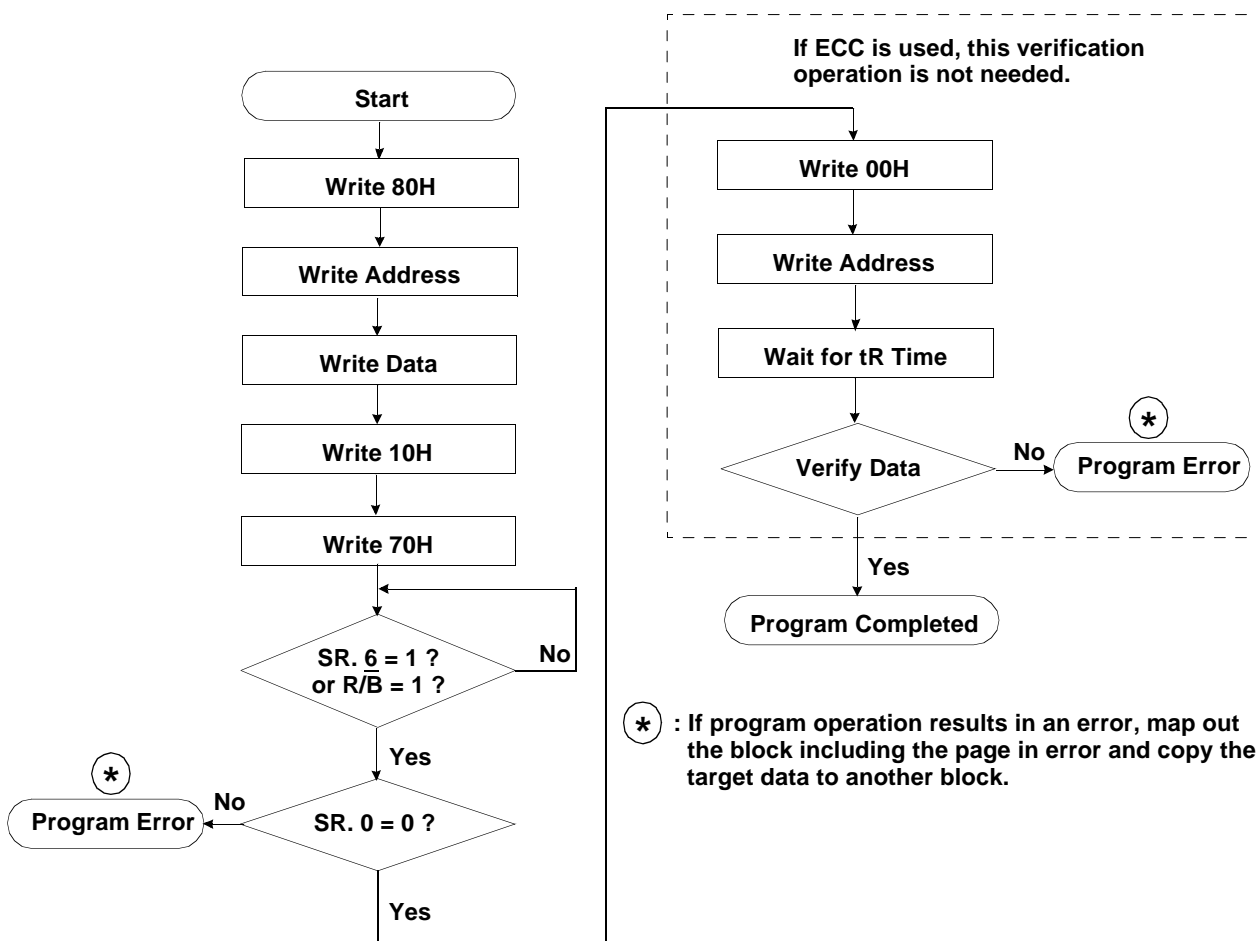 Start
Write 80H
Write Address
Write Data
Write 10H
Write 70H
SR. 6 = 1 ?
or R/B̅ = 1 ?
No
Yes
*
No
Program Error
SR. 0 = 0 ?
Yes
If ECC is used, this verification
operation is not needed.
Write 00H
Write Address
Wait for tR Time
*
Verify Data
No
Program Error
Yes
Program Completed
* : If program operation results in an error, map out
the block including the page in error and copy the
target data to another block.